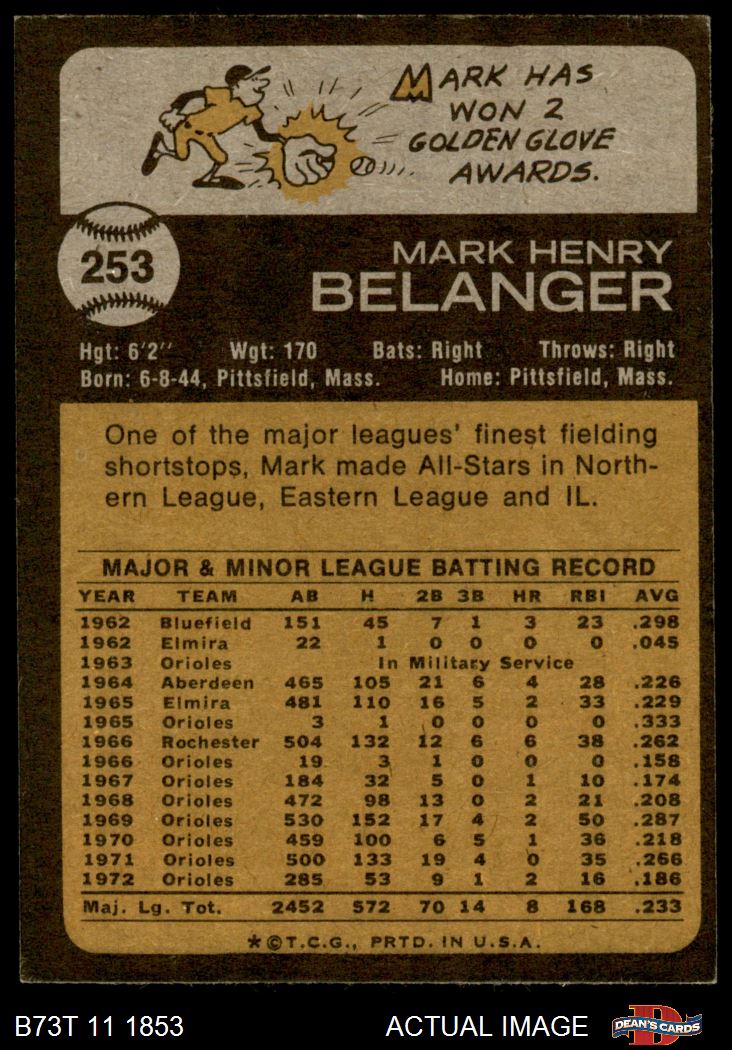 MARK HAS
WON 2
GOLDEN GLOVE
AWARDS.
253
MARK HENRY
BELANGER
Hgt: 6'2'' Wgt: 170 Bats: Right Throws: Right
Born: 6-8-44, Pittsfield, Mass. Home: Pittsfield, Mass.
One of the major leagues' finest fielding
shortstops, Mark made All-Stars in North-
ern League, Eastern League and IL.
MAJOR & MINOR LEAGUE BATTING RECORD
YEAR TEAM AB H 2B 3B HR RBI AVG
1962 Bluefield 151 45 7 1 3 23 .298
1962 Elmira 22 1 0 0 0 0 .045
1963 Orioles In Military Service
1964 Aberdeen 465 105 21 6 4 28 .226
1965 Elmira 481 110 16 5 2 33 .229
1965 Orioles 3 1 0 0 0 0 .333
1966 Rochester 504 132 12 6 6 38 .262
1966 Orioles 19 3 1 0 0 0 .158
1967 Orioles 184 32 5 0 1 10 .174
1968 Orioles 472 98 13 0 2 21 .208
1969 Orioles 530 152 17 4 2 50 .287
1970 Orioles 459 100 6 5 1 36 .218
1971 Orioles 500 133 19 4 0 35 .266
1972 Orioles 285 53 9 1 2 16 .186
Maj. Lg. Tot. 2452 572 70 14 8 168 .233
*©T.C.G., PRTD. IN U.S.A.
B73T 11 1853 ACTUAL IMAGE
DEAN'S CARDS